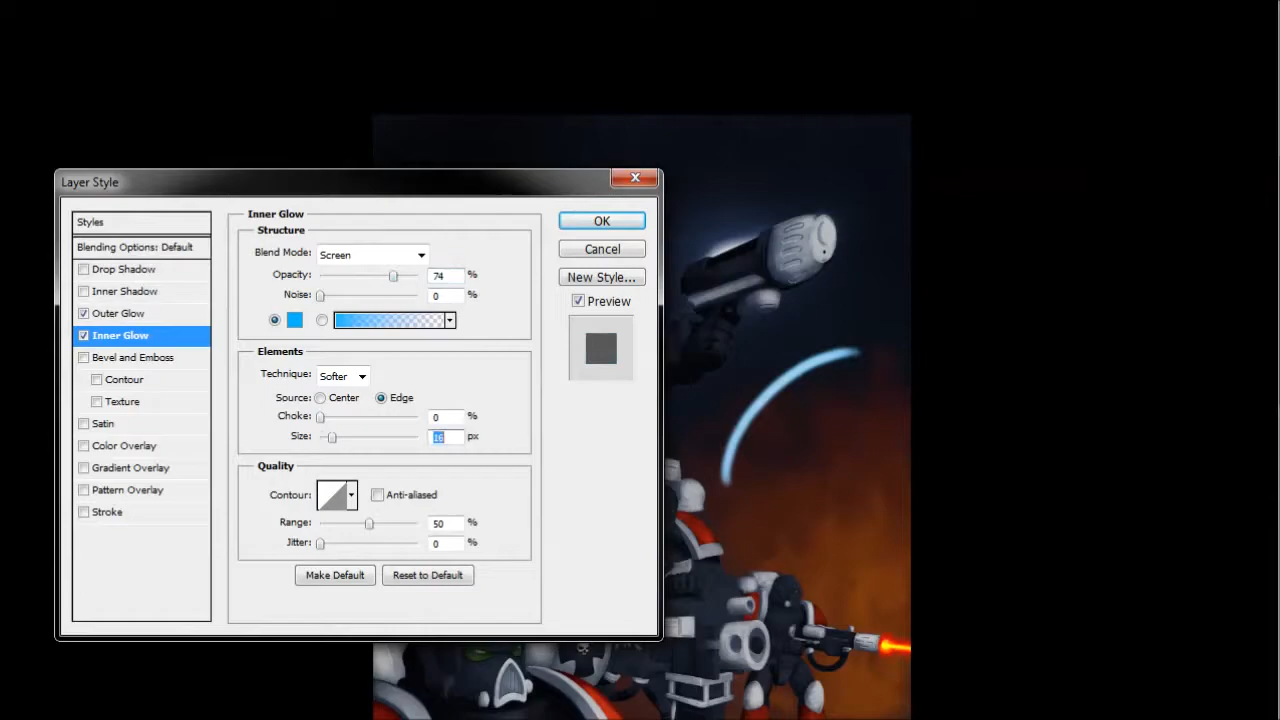 Layer Style
Styles
Blending Options: Default
Drop Shadow
Inner Shadow
Outer Glow
Inner Glow
Bevel and Emboss
Contour
Texture
Satin
Color Overlay
Gradient Overlay
Pattern Overlay
Stroke
Inner Glow
Structure
Blend Mode: Screen
Opacity: 74 %
Noise: 0 %
Elements
Technique: Softer
Source: Center Edge
Choke: 0 %
Size: 16 px
Quality
Contour: Anti-aliased
Range: 50 %
Jitter: 0 %
Make Default Reset to Default
OK
Cancel
New Style...
Preview